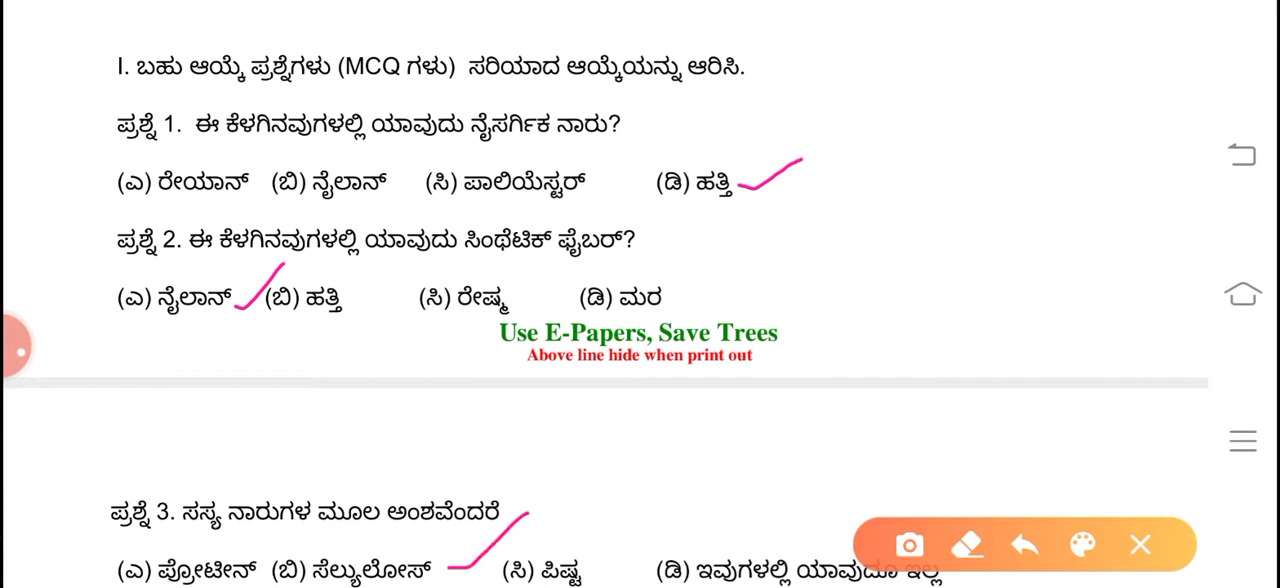 I. ಬಹು ಆಯ್ಕೆ ಪ್ರಶ್ನೆಗಳು (MCQ ಗಳು) ಸರಿಯಾದ ಆಯ್ಕೆಯನ್ನು ಆರಿಸಿ.
ಪ್ರಶ್ನೆ 1. ಈ ಕೆಳಗಿನವುಗಳಲ್ಲಿ ಯಾವುದು ನೈಸರ್ಗಿಕ ನಾರು?
(ಎ) ರೇಯಾನ್ (ಬಿ) ನೈಲಾನ್ (ಸಿ) ಪಾಲಿಯೆಸ್ಟರ್ (ಡಿ) ಹತ್ತಿ
ಪ್ರಶ್ನೆ 2. ಈ ಕೆಳಗಿನವುಗಳಲ್ಲಿ ಯಾವುದು ಸಿಂಥೆಟಿಕ್ ಫೈಬರ್?
(ಎ) ನೈಲಾನ್ (ಬಿ) ಹತ್ತಿ (ಸಿ) ರೇಷ್ಮ (ಡಿ) ಮರ
Use E-Papers, Save Trees
Above line hide when print out
ಪ್ರಶ್ನೆ 3. ಸಸ್ಯ ನಾರುಗಳ ಮೂಲ ಅಂಶವೆಂದರೆ
(ಎ) ಪ್ರೋಟೀನ್ (ಬಿ) ಸೆಲ್ಯುಲೋಸ್ (ಸಿ) ಪಿಷ್ಟ (ಡಿ) ಇವುಗಳಲ್ಲಿ ಯಾವುದೂ ಇಲ್ಲ